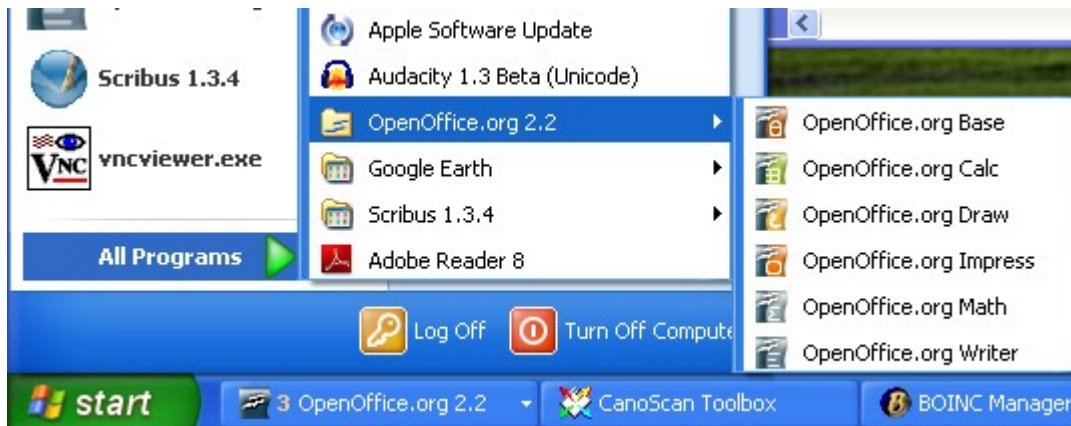 Scribus 1.3.4
VNC
vncviewer.exe
All Programs
Apple Software Update
Audacity 1.3 Beta (Unicode)
OpenOffice.org 2.2
Google Earth
Scribus 1.3.4
Adobe Reader 8
OpenOffice.org Base
OpenOffice.org Calc
OpenOffice.org Draw
OpenOffice.org Impress
OpenOffice.org Math
OpenOffice.org Writer
Log Off
Turn Off Compute
start
3 OpenOffice.org 2.2
CanoScan Toolbox
BOINC Manager